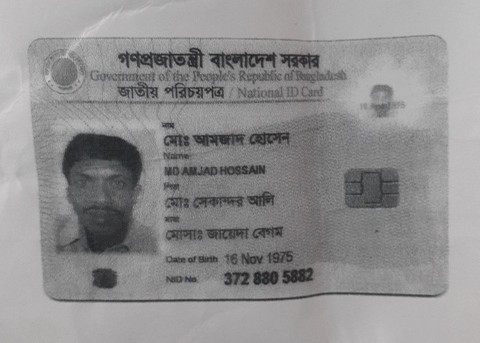 গণপ্রজাতন্ত্রী বাংলাদেশ সরকার
Government of the People's Republic of Bangladesh
জাতীয় পরিচয়পত্র / National ID Card
নাম
মোঃ আমজাদ হোসেন
Name
MD AMJAD HOSSAIN
পিতা
মোঃ সেকান্দর আলি
মাতা
মোসাঃ জায়েদা বেগম
Date of Birth 16 Nov 1975
NID No. 372 880 5882